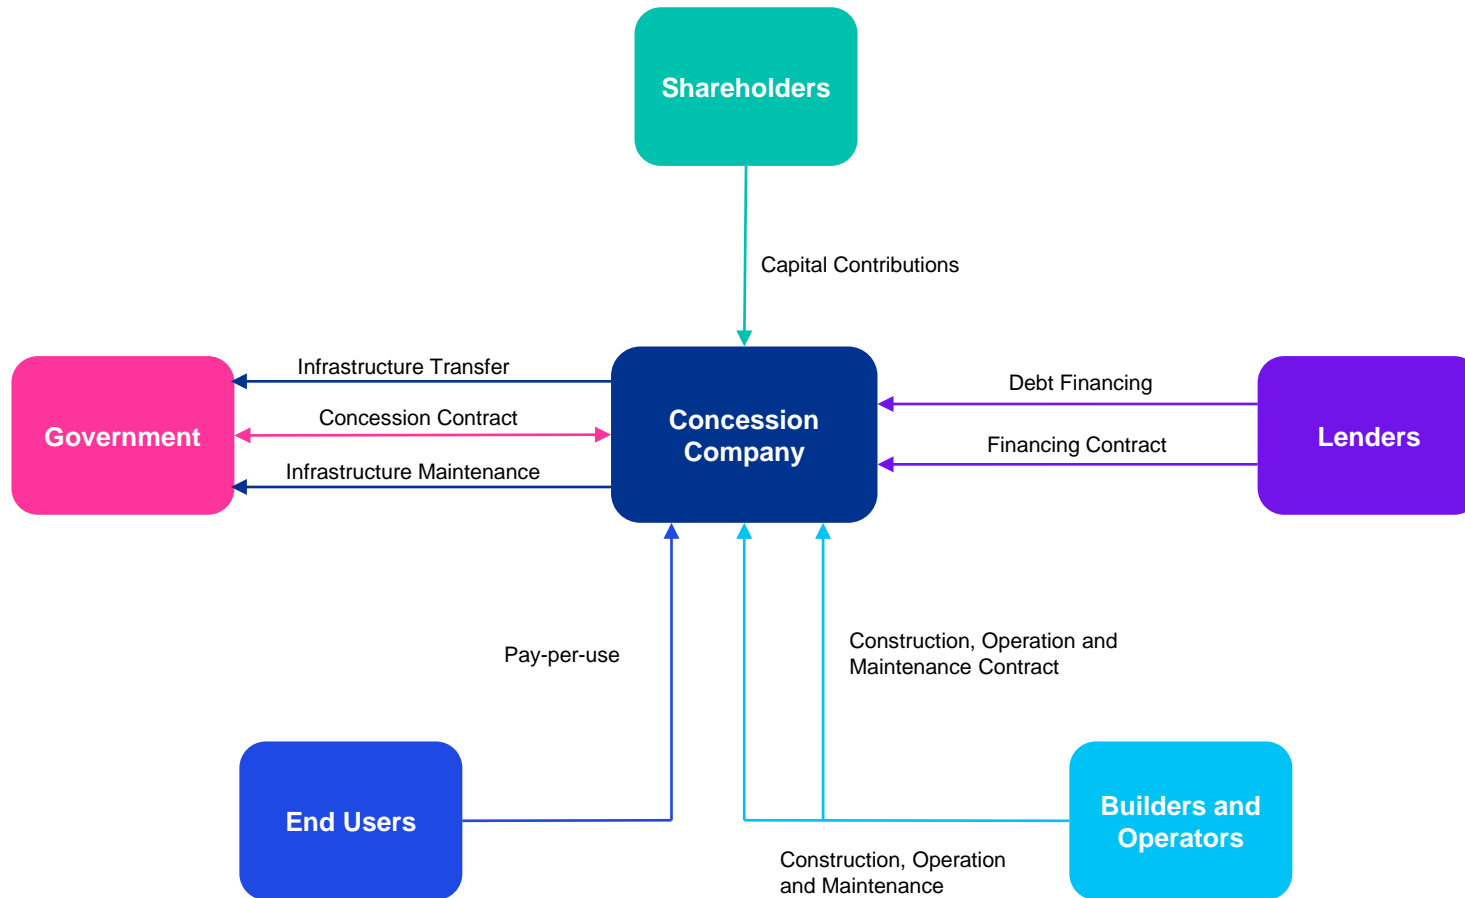 Shareholders
Capital Contributions
Infrastructure Transfer
Concession Contract
Infrastructure Maintenance
Government
Concession
Company
Debt Financing
Financing Contract
Lenders
Pay-per-use
Construction, Operation and
Maintenance Contract
End Users
Builders and
Operators
Construction, Operation
and Maintenance